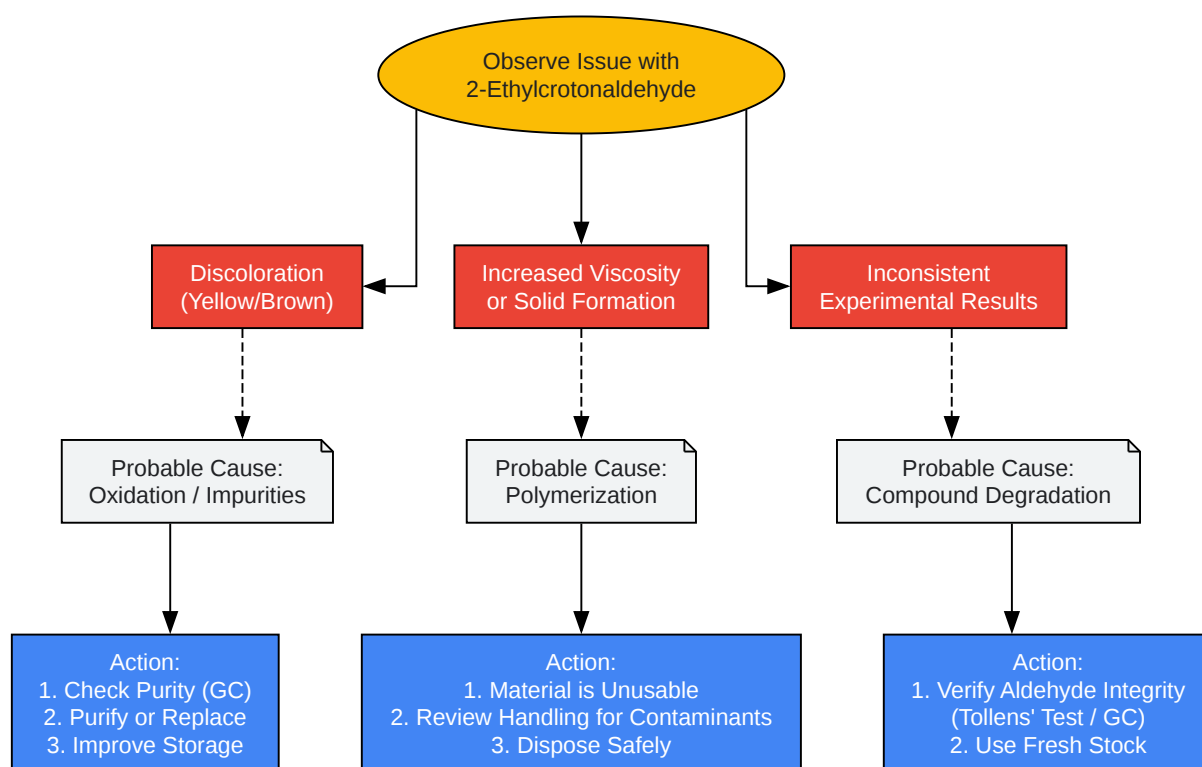 Observe Issue with
2-Ethylcrotonaldehyde
Discoloration
(Yellow/Brown)
Increased Viscosity
or Solid Formation
Inconsistent
Experimental Results
Probable Cause:
Oxidation / Impurities
Probable Cause:
Polymerization
Probable Cause:
Compound Degradation
Action:
1. Check Purity (GC)
2. Purify or Replace
3. Improve Storage
Action:
1. Material is Unusable
2. Review Handling for Contaminants
3. Dispose Safely
Action:
1. Verify Aldehyde Integrity
(Tollens' Test / GC)
2. Use Fresh Stock